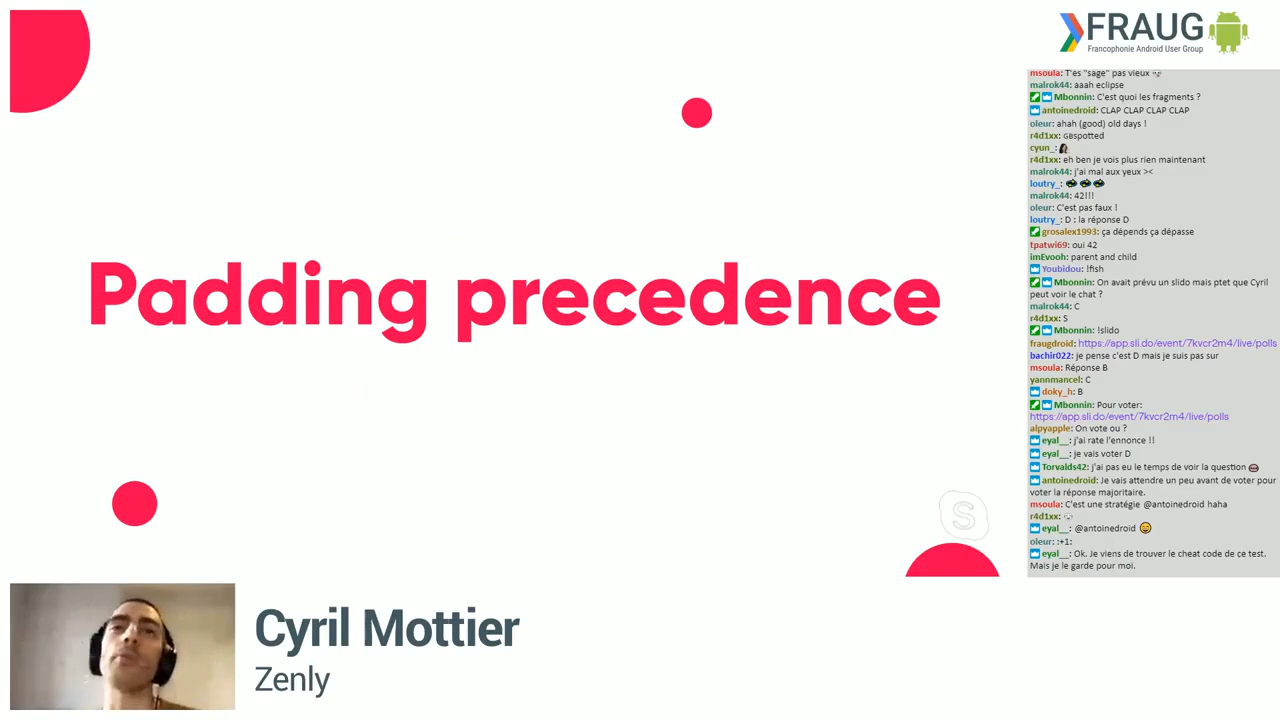 FRAUG
Francophonie Android User Group
Padding precedence
S
Cyril Mottier
Zenly
msoula: T'es "sage" pas vieux
malrok44: aaah eclipse
Mbonnin: C'est quoi les fragments ?
antoinedroid: CLAP CLAP CLAP CLAP
oleur: ahah (good) old days !
r4d1xx: GBspotted
cyun_:
r4d1xx: eh ben je vois plus rien maintenant
malrok44: j'ai mal aux yeux ><
loutry_:
malrok44: 42!!!
oleur: C'est pas faux !
loutry_: D : la réponse D
grosalex1993: ça dépends ça dépasse
tpatwi69: oui 42
imEvooh: parent and child
Youbidou: !fish
Mbonnin: On avait prévu un slido mais ptet que Cyril
peut voir le chat ?
malrok44: C
r4d1xx: S
Mbonnin: !slido
fraugdroid: https://app.sli.do/event/7kvcr2m4/live/polls
bachir022: je pense c'est D mais je suis pas sur
msoula: Réponse B
yannmancel: C
doky_h: B
Mbonnin: Pour voter:
https://app.sli.do/event/7kvcr2m4/live/polls
alpyapple: On vote ou ?
eyal__: j'ai rate l'ennonce !!
eyal__: je vais voter D
Torvalds42: j'ai pas eu le temps de voir la question
antoinedroid: Je vais attendre un peu avant de voter pour
voter la réponse majoritaire.
msoula: C'est une stratégie @antoinedroid haha
r4d1xx:
eyal__: @antoinedroid
oleur: :+1:
eyal__: Ok. Je viens de trouver le cheat code de ce test.
Mais je le garde pour moi.